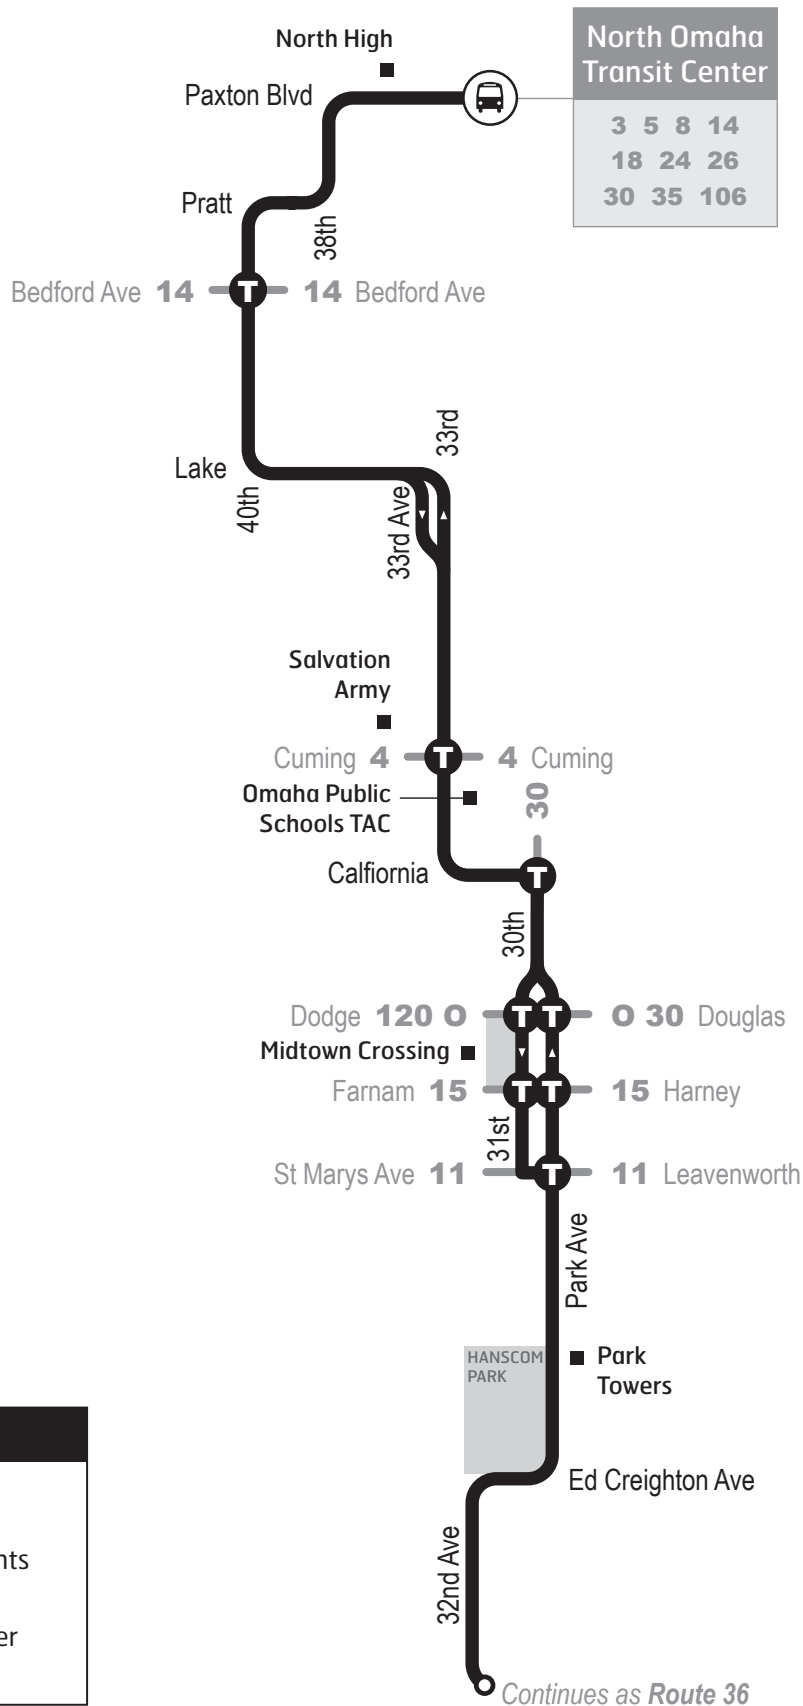 North High
North Omaha
Transit Center
Paxton Blvd
3 5 8 14
18 24 26
30 35 106
Pratt
38th
Bedford Ave 14 T 14 Bedford Ave
33rd
Lake
40th
33rd Ave
Salvation
Army
Cuming 4 T 4 Cuming
Omaha Public
Schools TAC
30
Calfiornia
T
30th
Dodge 120 O T T O 30 Douglas
Midtown Crossing
Farnam 15 T T 15 Harney
31st
St Marys Ave 11 T 11 Leavenworth
Park Ave
HANSCOM
PARK
Park
Towers
Ed Creighton Ave
32nd Ave
nts
er
Continues as Route 36